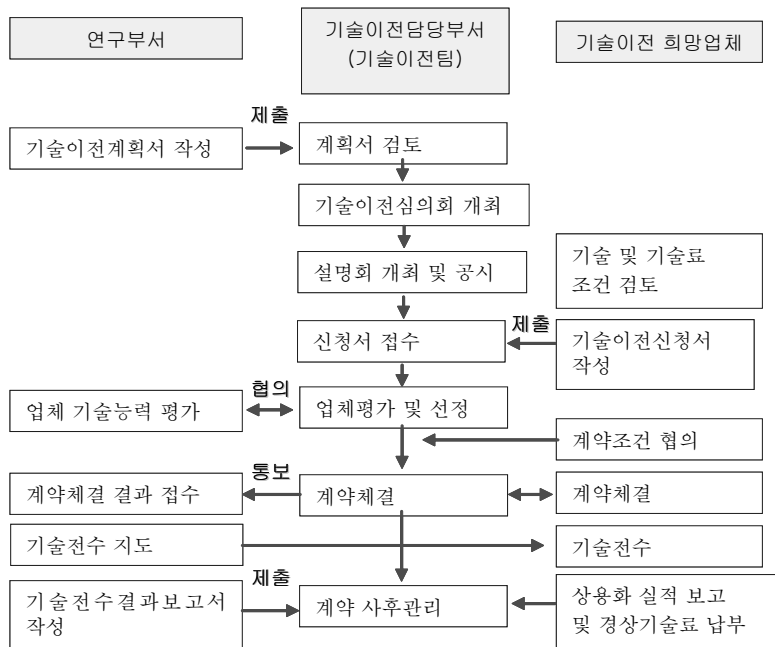 연구부서
기술이전담당부서
(기술이전팀)
기술이전 희망업체
제출
기술이전계획서 작성
계획서 검토
기술이전심의회 개최
설명회 개최 및 공시
기술 및 기술료
조건 검토
신청서 접수
제출
기술이전신청서
작성
협의
업체 기술능력 평가
업체평가 및 선정
계약조건 협의
통보
계약체결 결과 접수
계약체결
계약체결
기술전수 지도
기술전수
제출
기술전수결과보고서
작성
계약 사후관리
상용화 실적 보고
및 경상기술료 납부